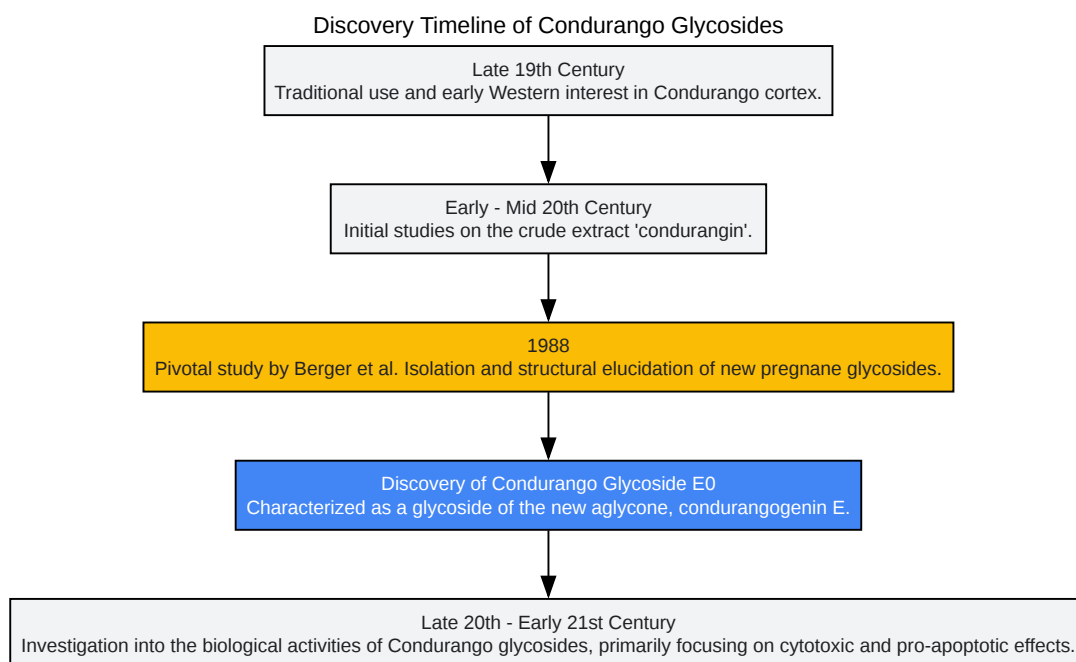 Discovery Timeline of Condurango Glycosides
Late 19th Century
Traditional use and early Western interest in Condurango cortex.
Early - Mid 20th Century
Initial studies on the crude extract 'condurangin'.
1988
Pivotal study by Berger et al. Isolation and structural elucidation of new pregnane glycosides.
Discovery of Condurango Glycoside E0
Characterized as a glycoside of the new aglycone, condurangogenin E.
Late 20th - Early 21st Century
Investigation into the biological activities of Condurango glycosides, primarily focusing on cytotoxic and pro-apoptotic effects.